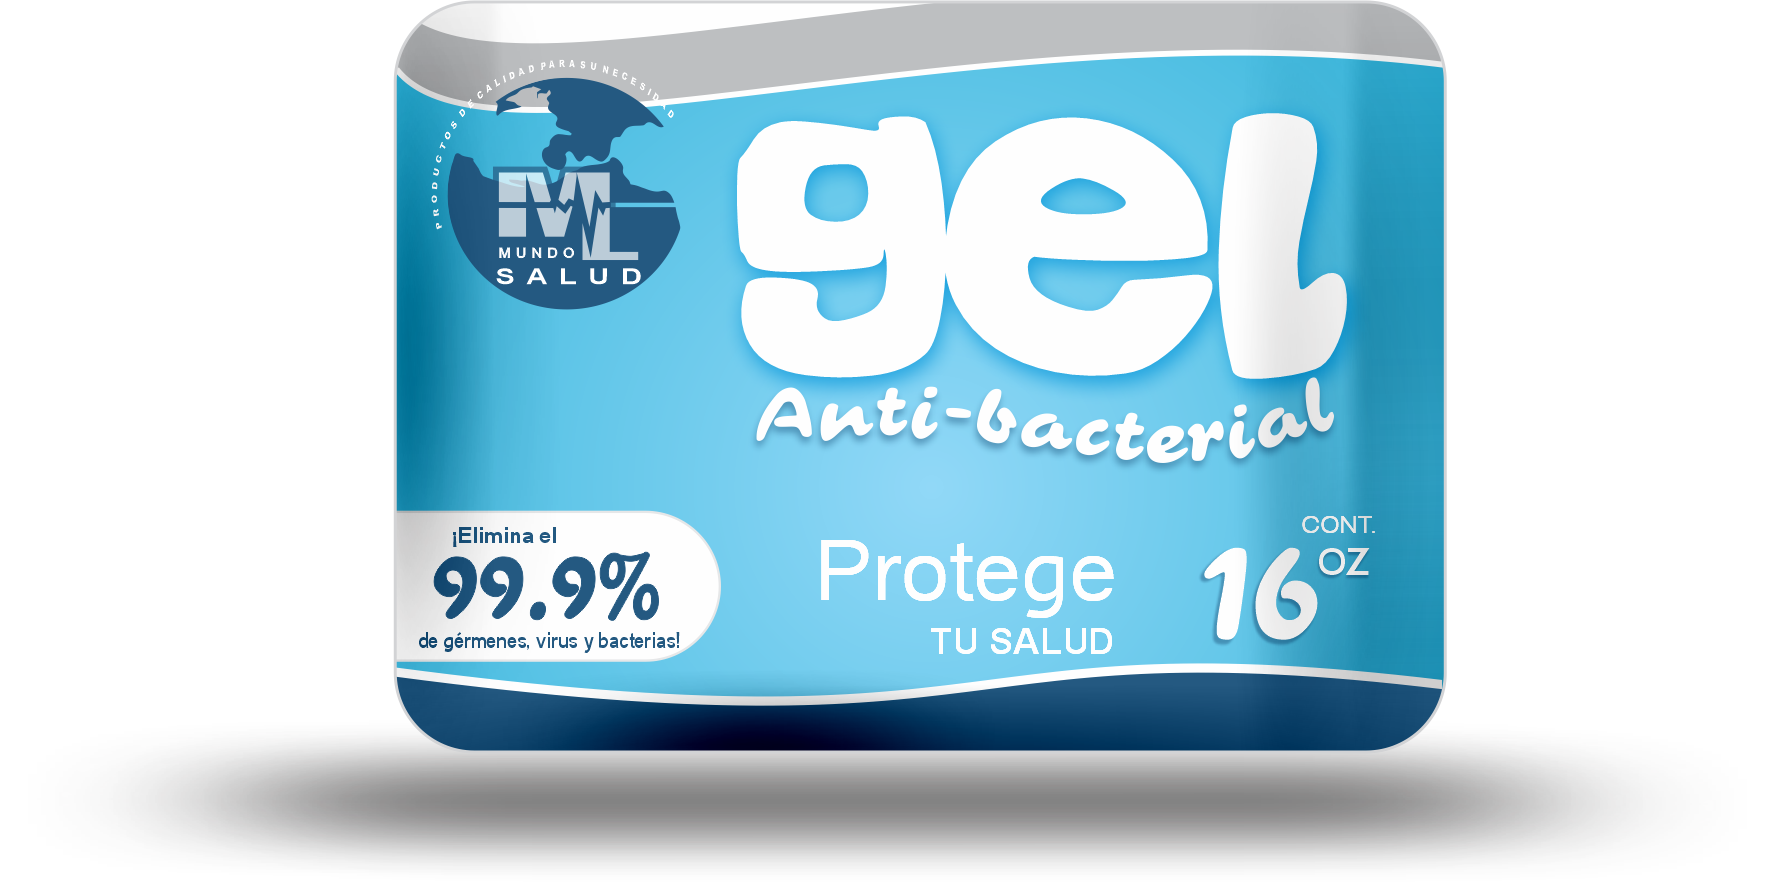 PRODUCTOS DE CALIDAD PARA SU NECESIDAD
ML
MUNDO
SALUD
gel
Anti-bacterial
¡Elimina el
99.9%
de gérmenes, virus y bacterias!
Protege
TU SALUD
CONT.
16 OZ